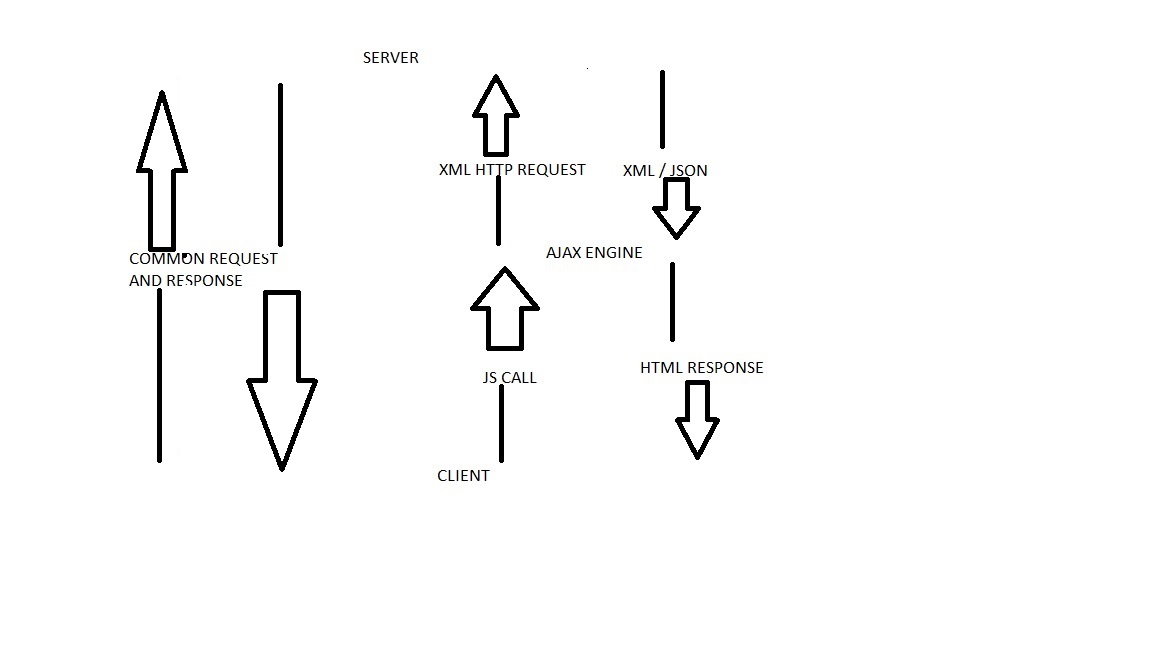 SERVER
XML HTTP REQUEST
XML / JSON
AJAX ENGINE
COMMON REQUEST
AND RESPONSE
HTML RESPONSE
JS CALL
CLIENT